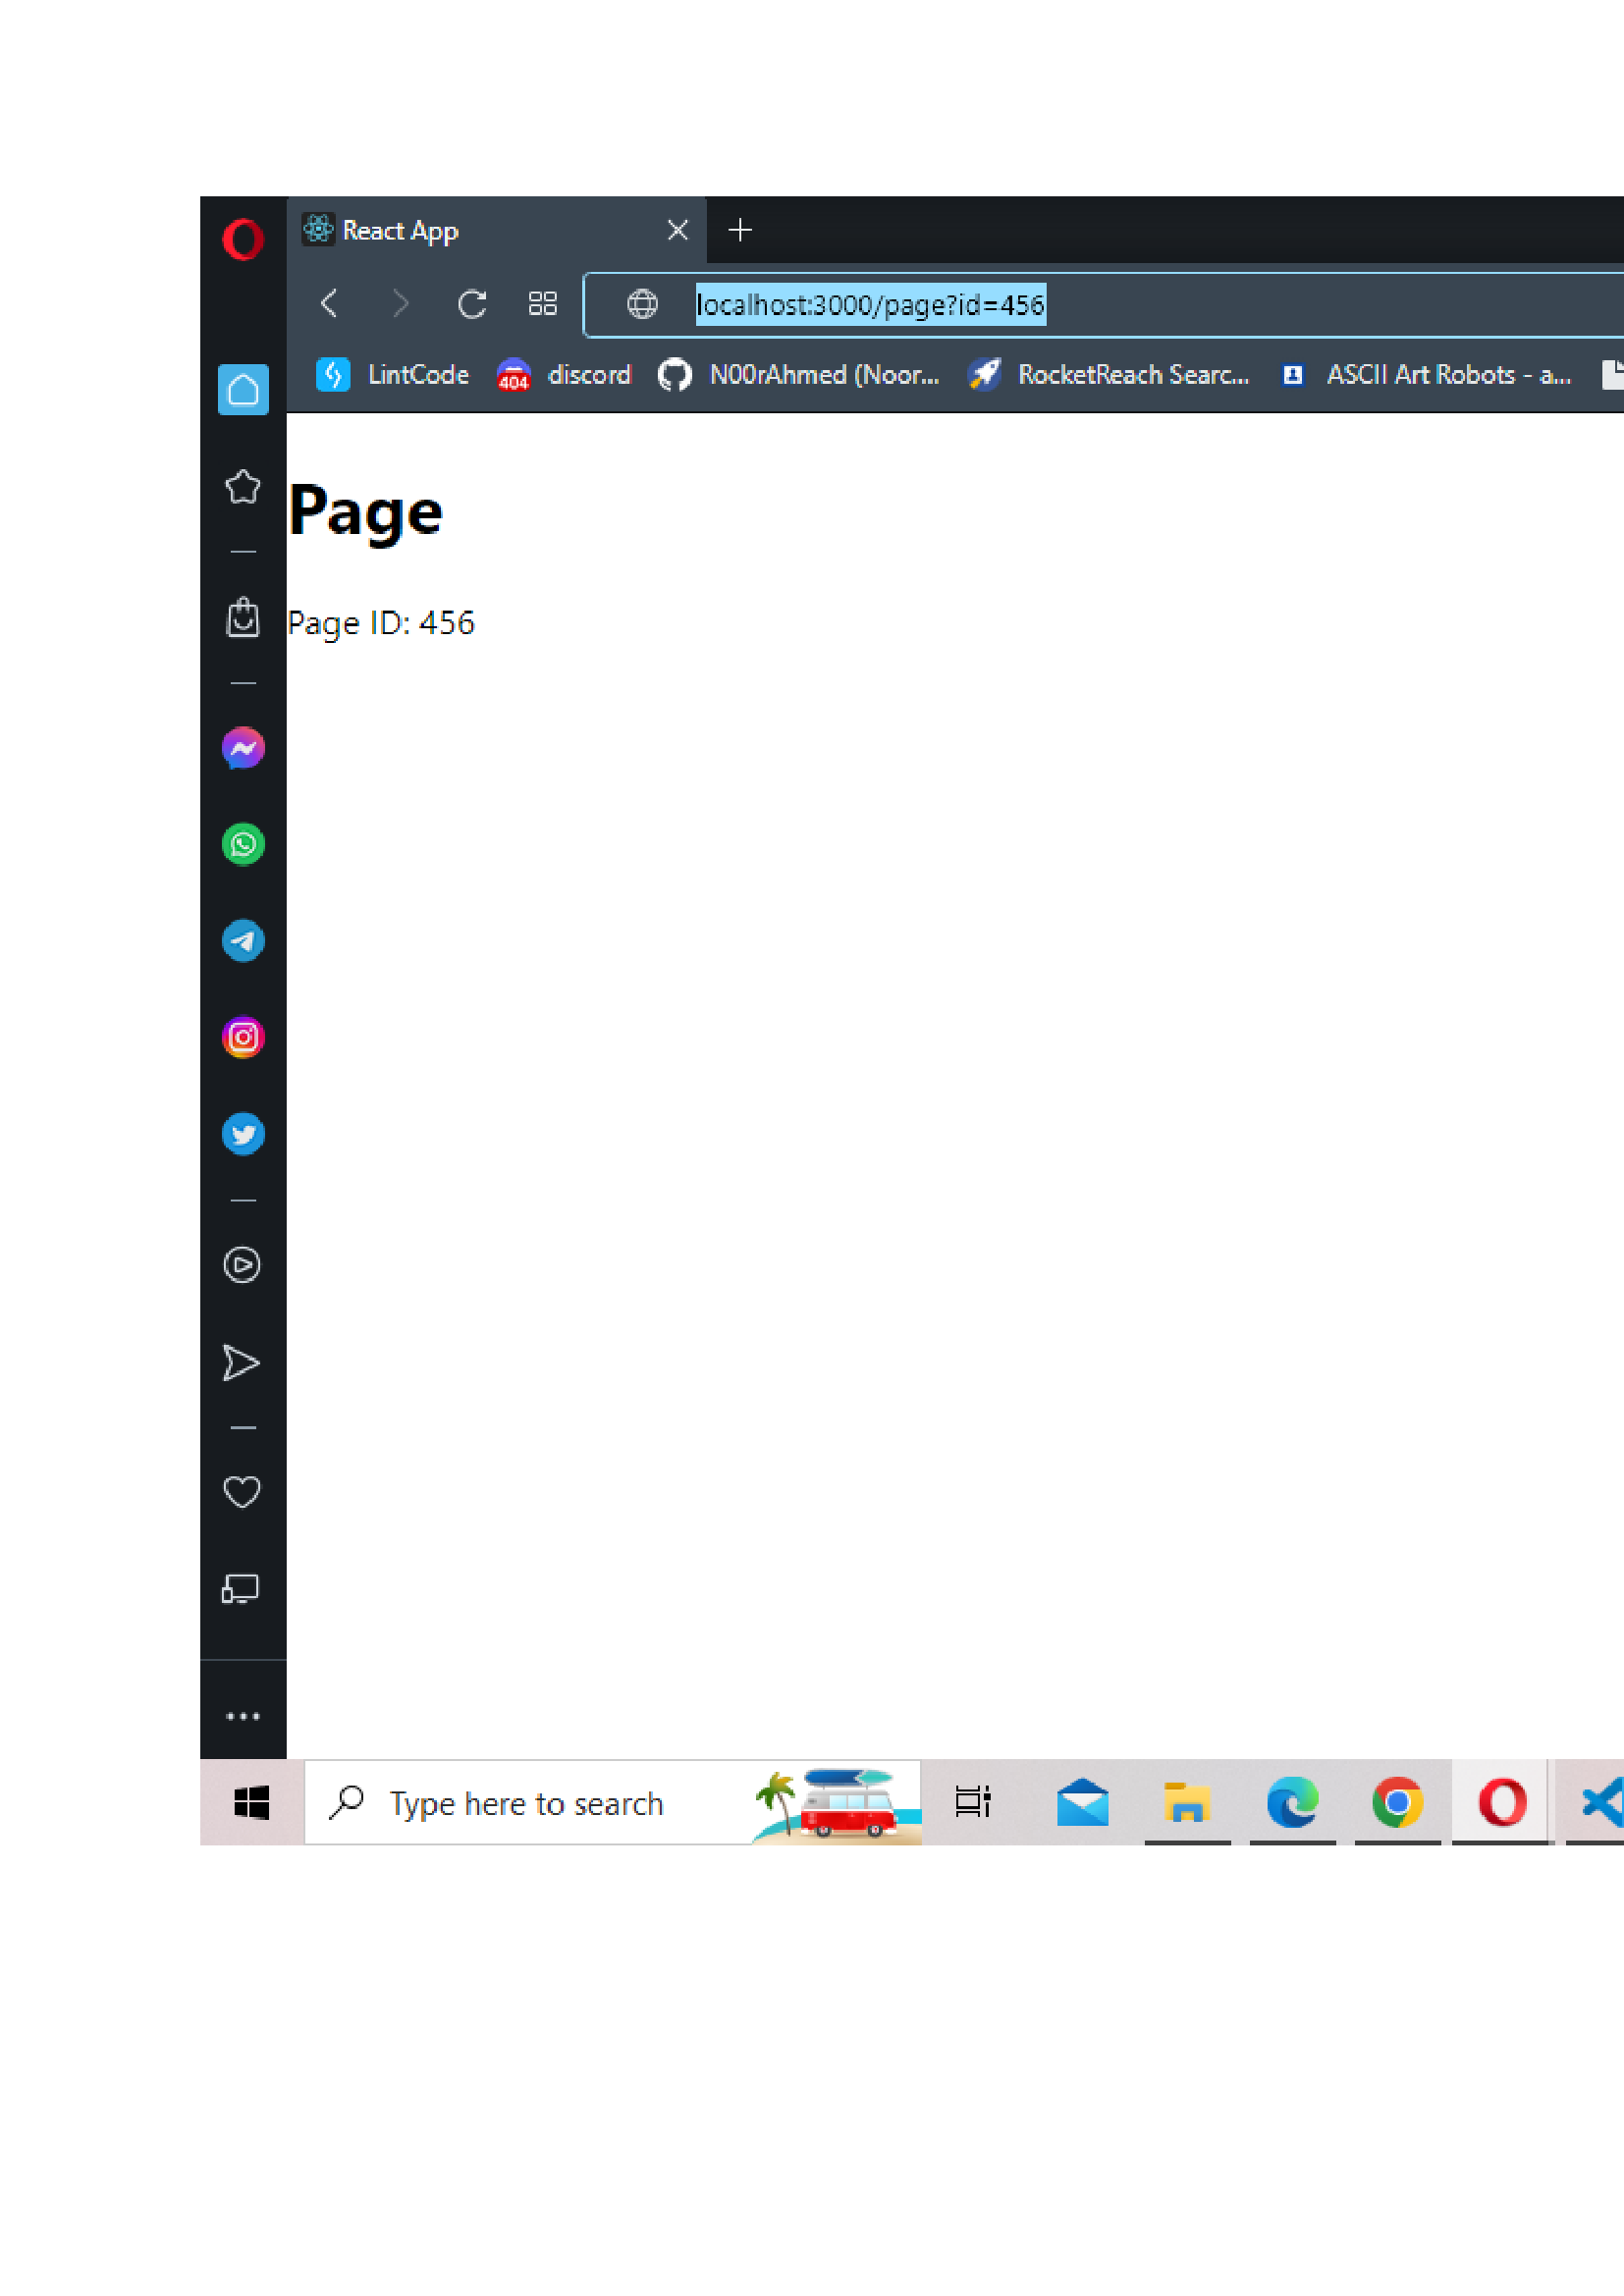 React App
localhost:3000/page?id=456
LintCode 404 discord N00rAhmed (Noor... RocketReach Searc... ASCII Art Robots - a...
Page
Page ID: 456
Type here to search